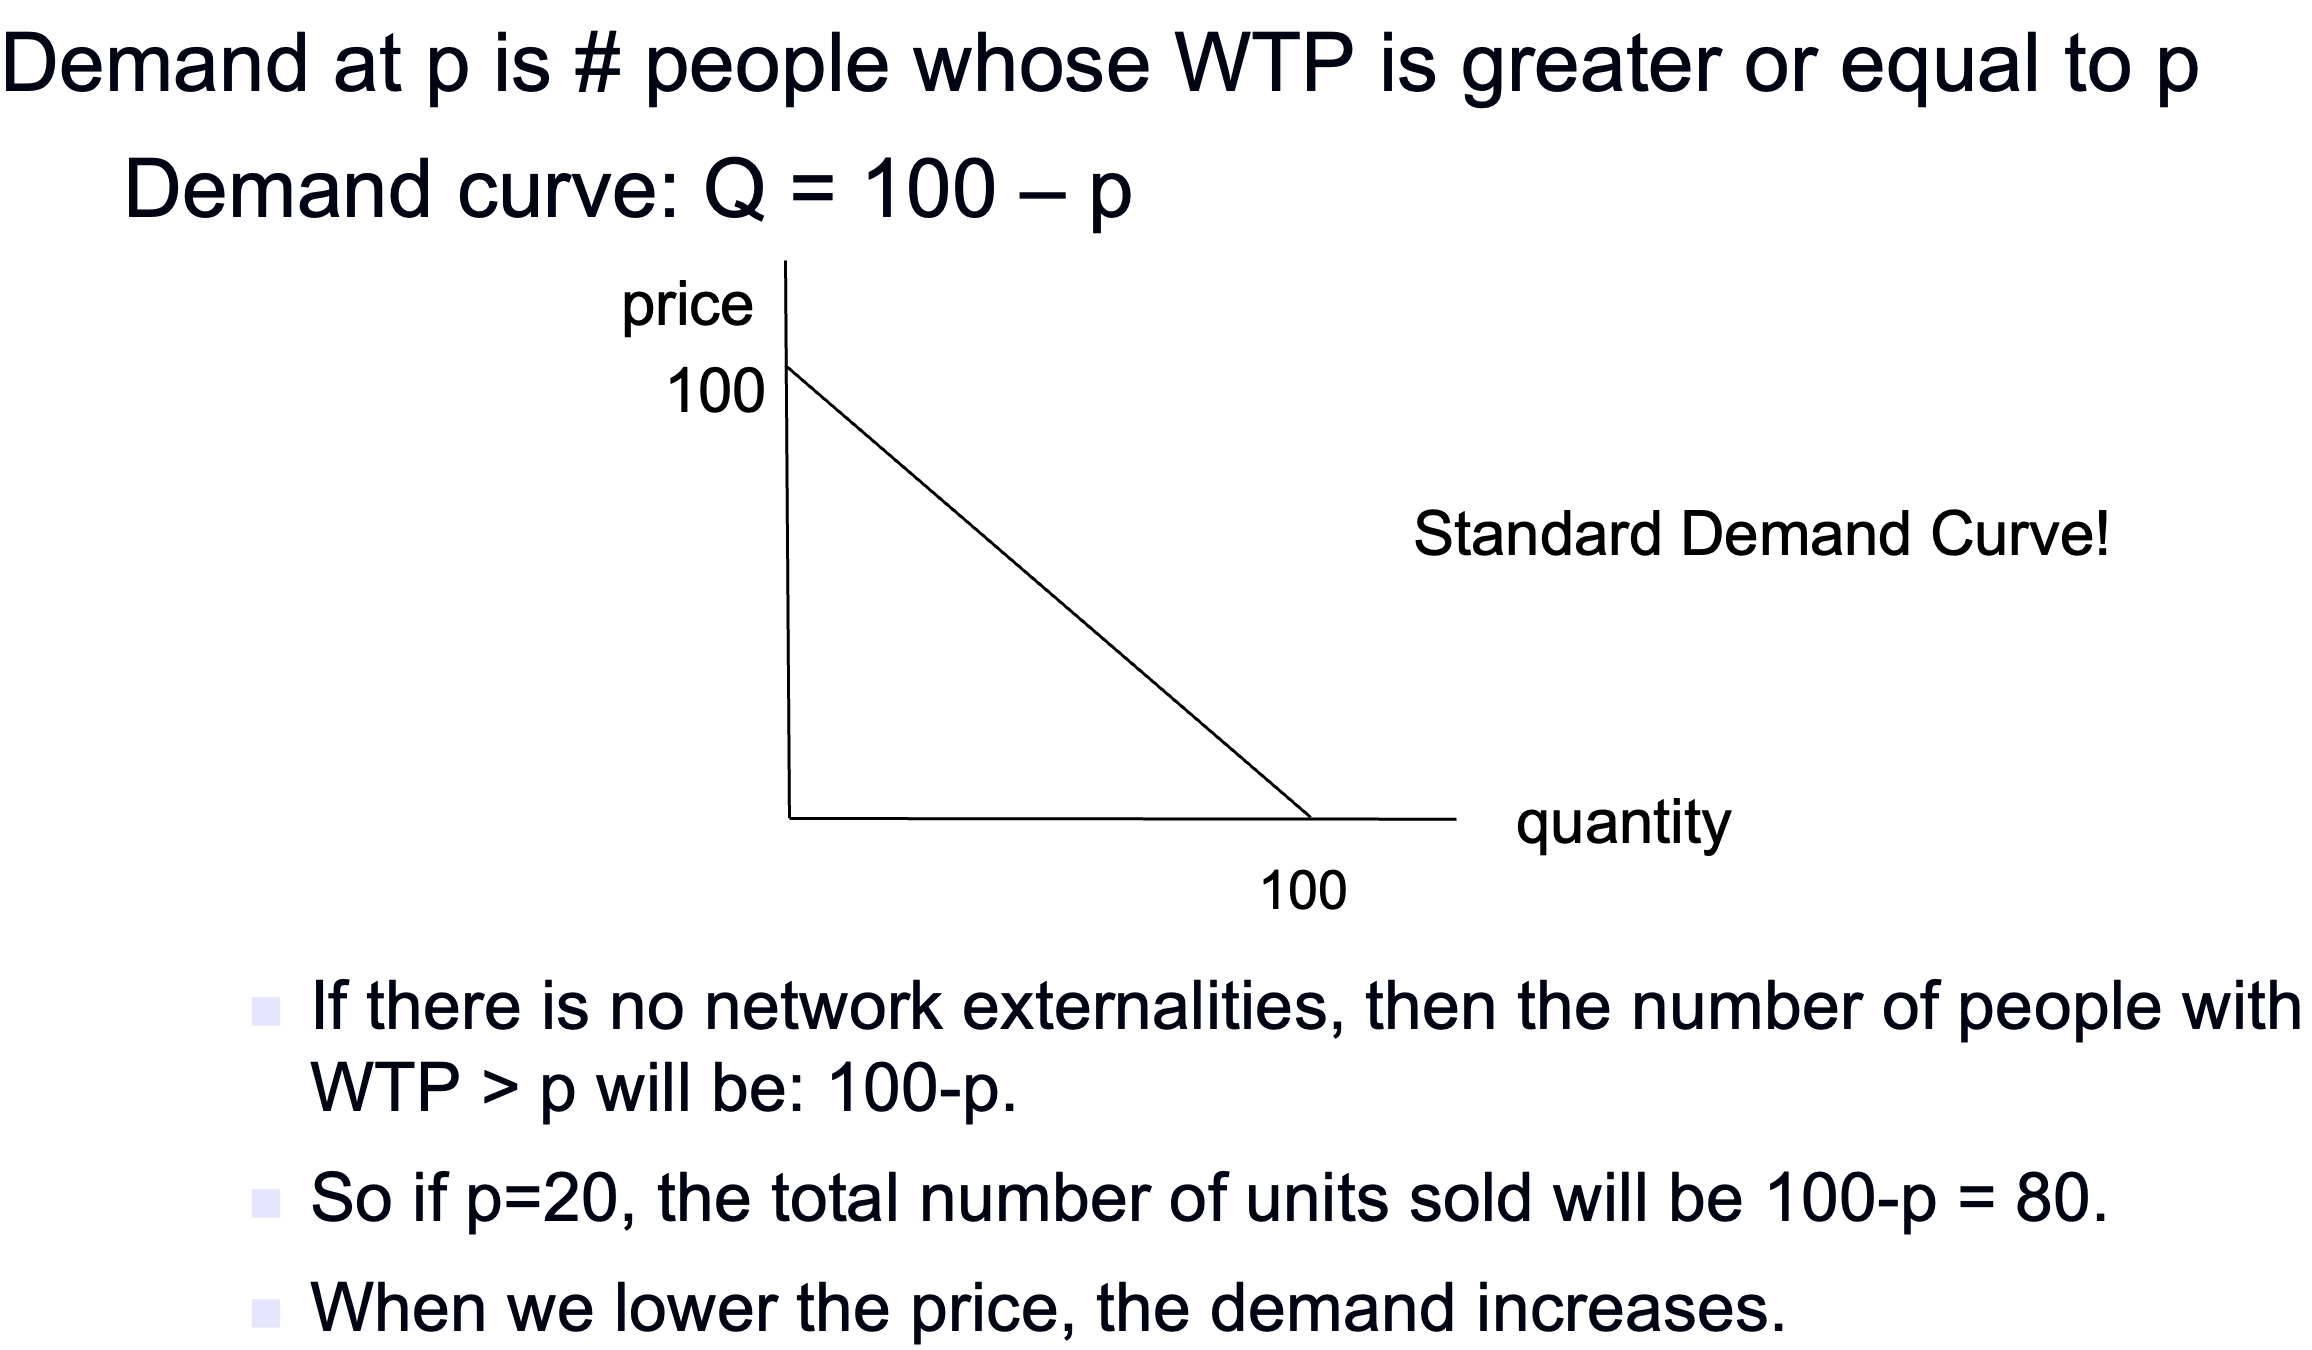 Demand at p is # people whose WTP is greater or equal to p
Demand curve: Q = 100 – p
price
100
Standard Demand Curve!
quantity
100
If there is no network externalities, then the number of people with
WTP > p will be: 100-p.
So if p=20, the total number of units sold will be 100-p = 80.
When we lower the price, the demand increases.